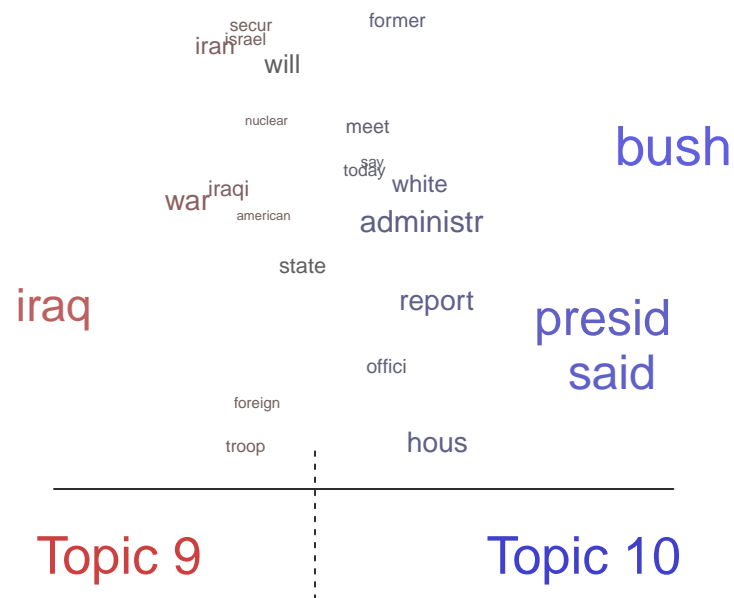 former
secur
israel
iran
will
nuclear
meet
bush
say
today
white
iraqi
war
american
administr
state
report
iraq
presid
offici
said
foreign
troop
hous
Topic 9
Topic 10